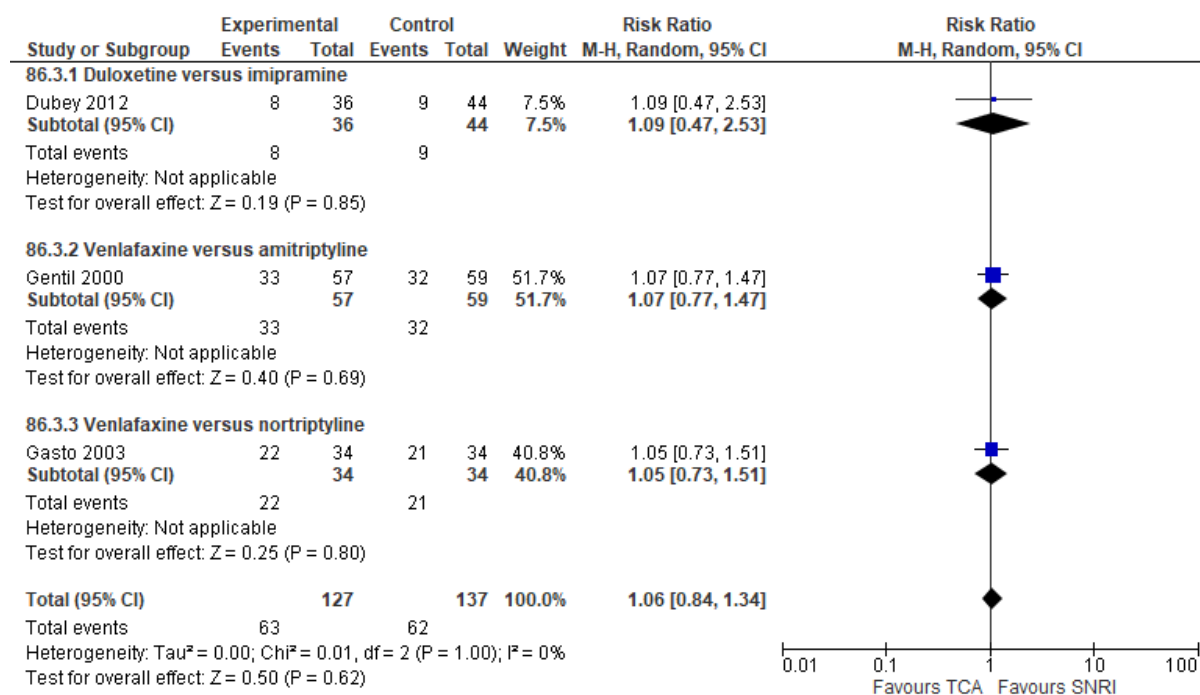 Experimental Control Risk Ratio Risk Ratio
Study or Subgroup Events Total Events Total Weight M-H, Random, 95% CI M-H, Random, 95% CI
86.3.1 Duloxetine versus imipramine
Dubey 2012 8 36 9 44 7.5% 1.09 [0.47, 2.53]
Subtotal (95% CI) 36 44 7.5% 1.09 [0.47, 2.53]
Total events 8 9
Heterogeneity: Not applicable
Test for overall effect: Z = 0.19 (P = 0.85)
86.3.2 Venlafaxine versus amitriptyline
Gentil 2000 33 57 32 59 51.7% 1.07 [0.77, 1.47]
Subtotal (95% CI) 57 59 51.7% 1.07 [0.77, 1.47]
Total events 33 32
Heterogeneity: Not applicable
Test for overall effect: Z = 0.40 (P = 0.69)
86.3.3 Venlafaxine versus nortriptyline
Gasto 2003 22 34 21 34 40.8% 1.05 [0.73, 1.51]
Subtotal (95% CI) 34 34 40.8% 1.05 [0.73, 1.51]
Total events 22 21
Heterogeneity: Not applicable
Test for overall effect: Z = 0.25 (P = 0.80)
Total (95% CI) 127 137 100.0% 1.06 [0.84, 1.34]
Total events 63 62
Heterogeneity: Tau² = 0.00; Chi² = 0.01, df = 2 (P = 1.00); I² = 0%
Test for overall effect: Z = 0.50 (P = 0.62)
0.01 0.1 1 10 100
Favours TCA Favours SNRI